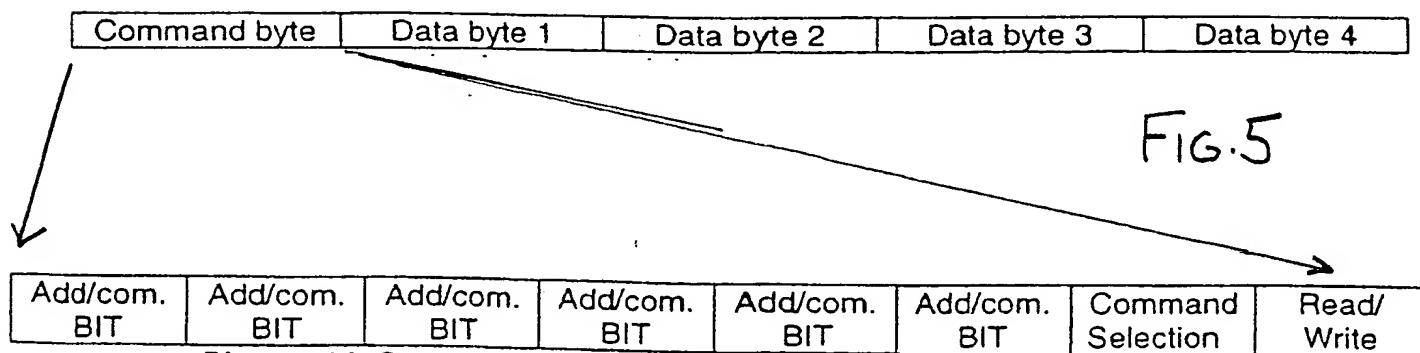 Command byte Data byte 1 Data byte 2 Data byte 3 Data byte 4
FIG.5
Add/com. Add/com. Add/com. Add/com. Add/com. Add/com. Command Read/
BIT BIT BIT BIT BIT BIT Selection Write